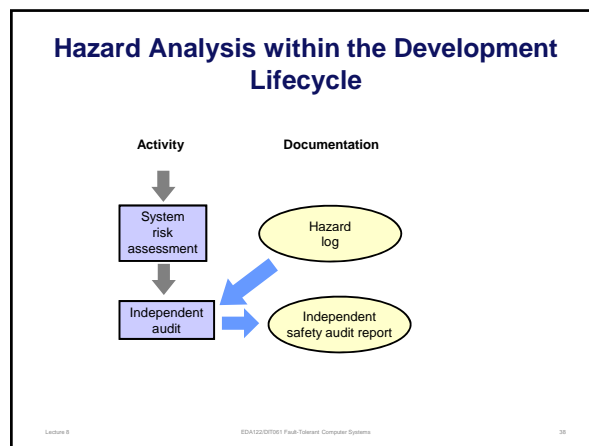 Hazard Analysis within the Development
Lifecycle
Activity
Documentation
System
risk
assessment
Hazard
log
Independent
audit
Independent
safety audit report
Lecture 8
EDA122/DIT061 Fault-Tolerant Computer Systems
38